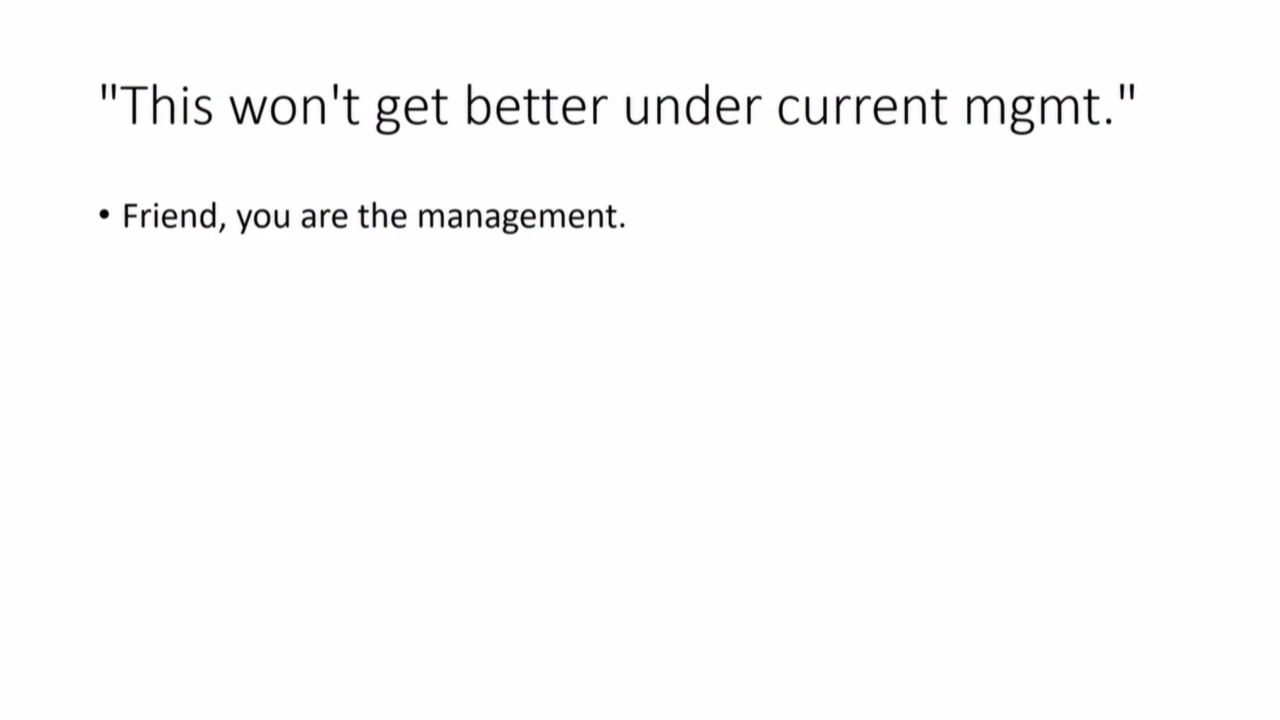 "This won't get better under current mgmt."
• Friend, you are the management.